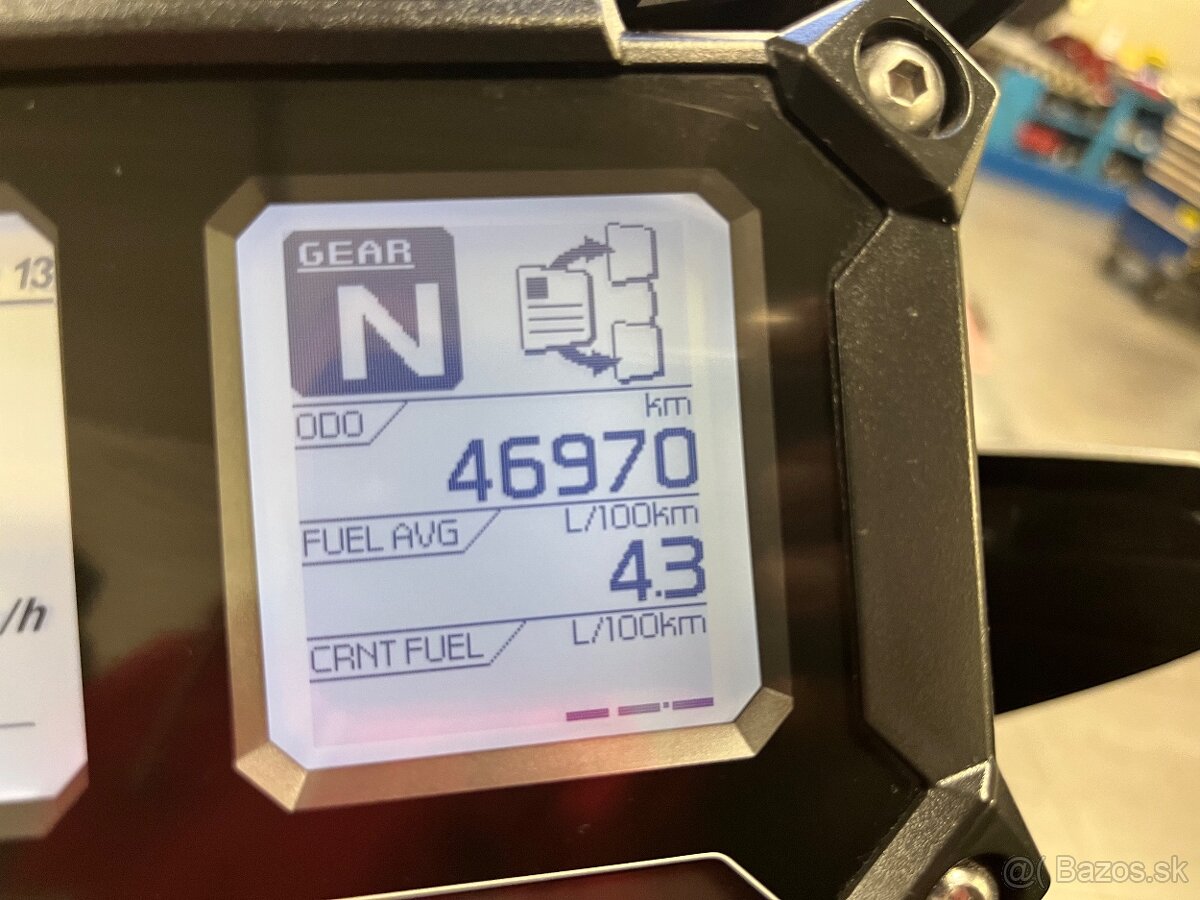 13
/h
GEAR
N
ODO km
46970
FUEL AVG L/100km
4.3
CRNT FUEL L/100km
_ _._
@( Bazos.sk